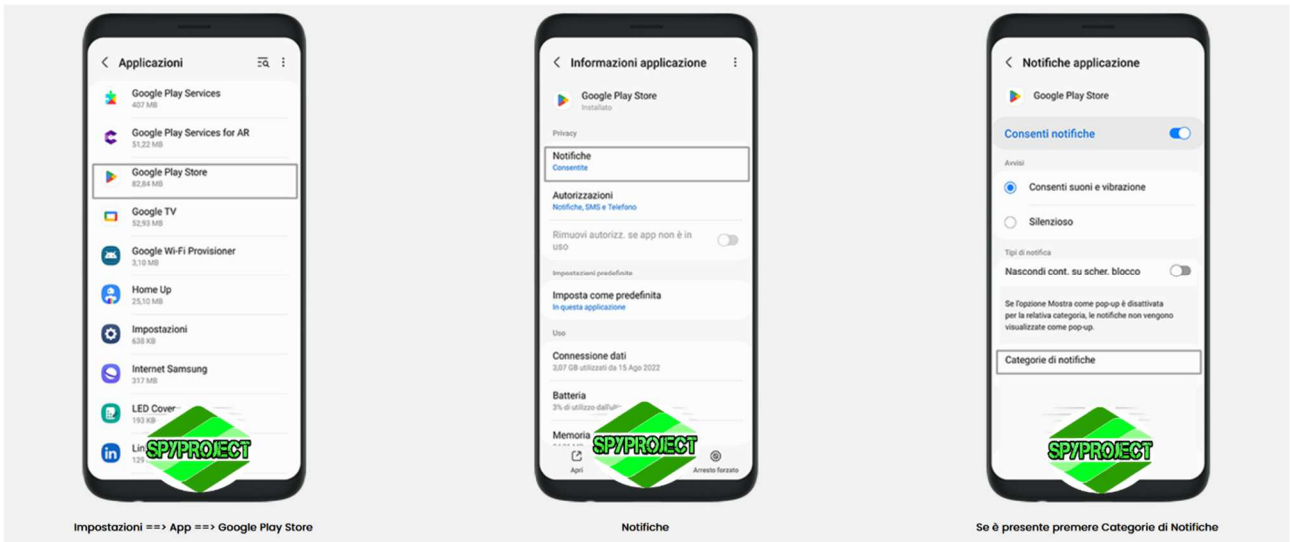 Applicazioni
Google Play Services
407 MB
Google Play Services for AR
51,22 MB
Google Play Store
82,84 MB
Google TV
52,93 MB
Google Wi-Fi Provisioner
3,10 MB
Home Up
25,10 MB
Impostazioni
638 KB
Internet Samsung
317 MB
LED Cover
193 KB
Lin
129
SPYPROJECT
Impostazioni ==> App ==> Google Play Store
Informazioni applicazione
Google Play Store
Installato
Privacy
Notifiche
Consentite
Autorizzazioni
Notifiche, SMS e Telefono
Rimuovi autorizz. se app non è in
uso
Impostazioni predefinite
Imposta come predefinita
In questa applicazione
Uso
Connessione dati
3,07 GB utilizzati da 15 Ago 2022
Batteria
3% di utilizzo
Memoria
SPYPROJECT
Apri
Arresto forzato
Notifiche
Notifiche applicazione
Google Play Store
Consenti notifiche
Avvisi
Consenti suoni e vibrazione
Silenzioso
Tipi di notifica
Nascondi cont. su scher. blocco
Se l'opzione Mostra come pop-up è disattivata
per la relativa categoria, le notifiche non vengono
visualizzate come pop-up.
Categorie di notifiche
SPYPROJECT
Se è presente premere Categorie di Notifiche